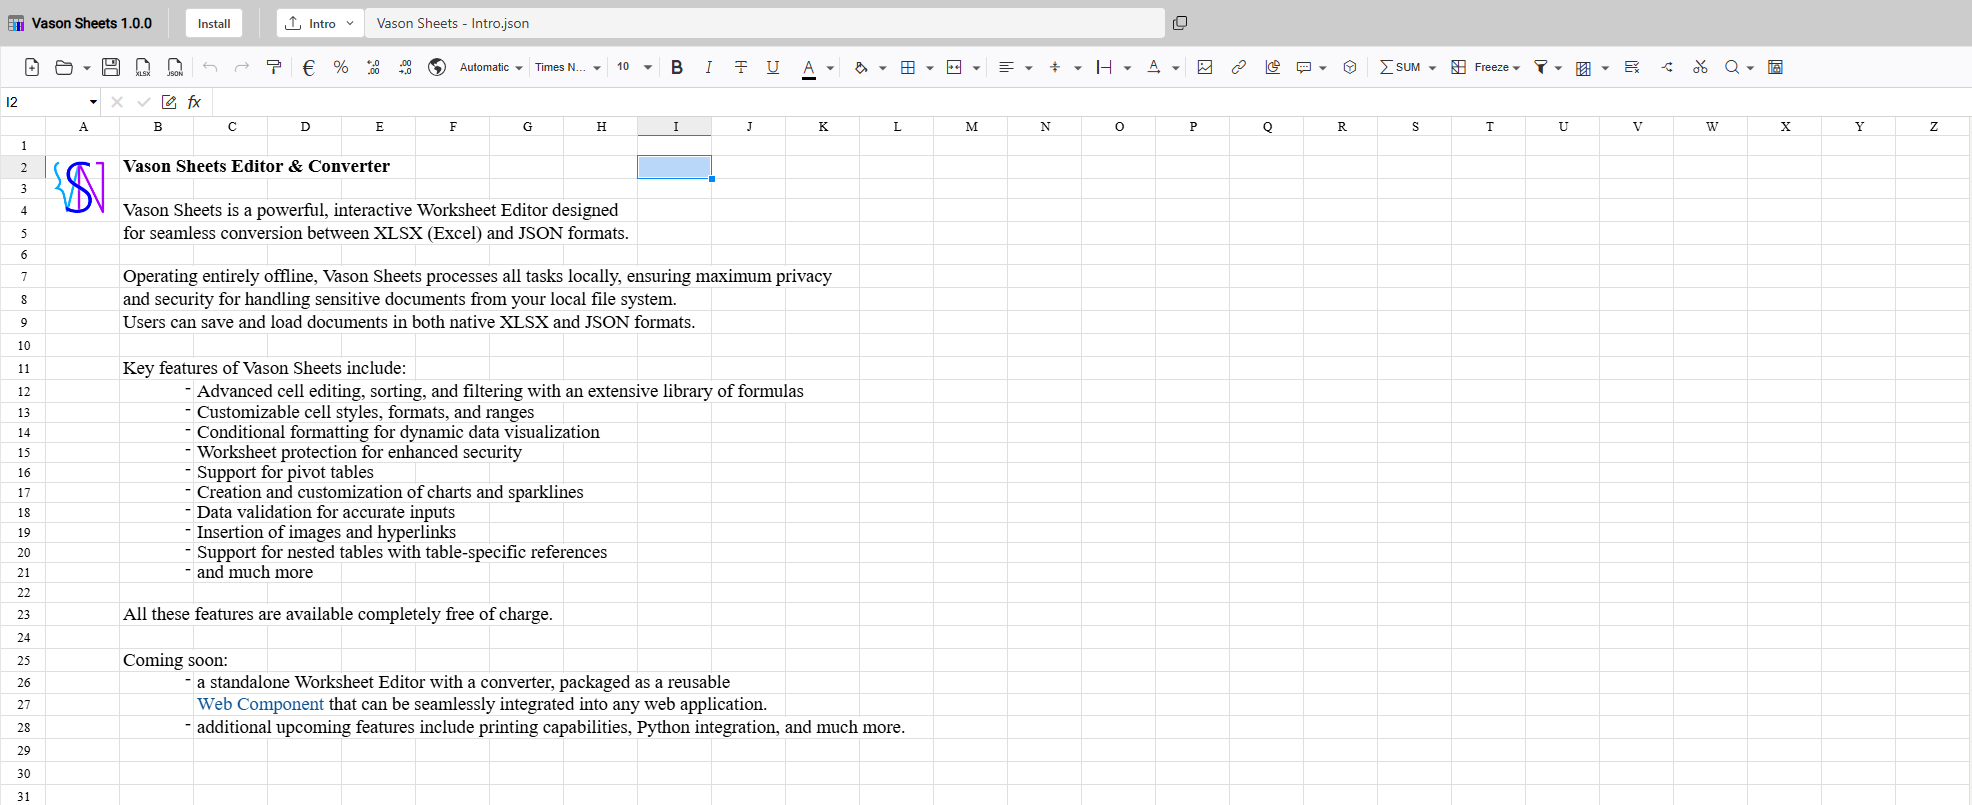 Vason Sheets 1.0.0 Install Intro Vason Sheets - Intro.json
XLSX JSON € % Automatic Times N... 10 B I T U A A SUM Freeze
I2 fx
A B C D E F G H I J K L M N O P Q R S T U V W X Y Z
1
2 Vason Sheets Editor & Converter
3
4 Vason Sheets is a powerful, interactive Worksheet Editor designed
5 for seamless conversion between XLSX (Excel) and JSON formats.
6
7 Operating entirely offline, Vason Sheets processes all tasks locally, ensuring maximum privacy
8 and security for handling sensitive documents from your local file system.
9 Users can save and load documents in both native XLSX and JSON formats.
10
11 Key features of Vason Sheets include:
12 - Advanced cell editing, sorting, and filtering with an extensive library of formulas
13 - Customizable cell styles, formats, and ranges
14 - Conditional formatting for dynamic data visualization
15 - Worksheet protection for enhanced security
16 - Support for pivot tables
17 - Creation and customization of charts and sparklines
18 - Data validation for accurate inputs
19 - Insertion of images and hyperlinks
20 - Support for nested tables with table-specific references
21 - and much more
22
23 All these features are available completely free of charge.
24
25 Coming soon:
26 - a standalone Worksheet Editor with a converter, packaged as a reusable
27 Web Component that can be seamlessly integrated into any web application.
28 - additional upcoming features include printing capabilities, Python integration, and much more.
29
30
31